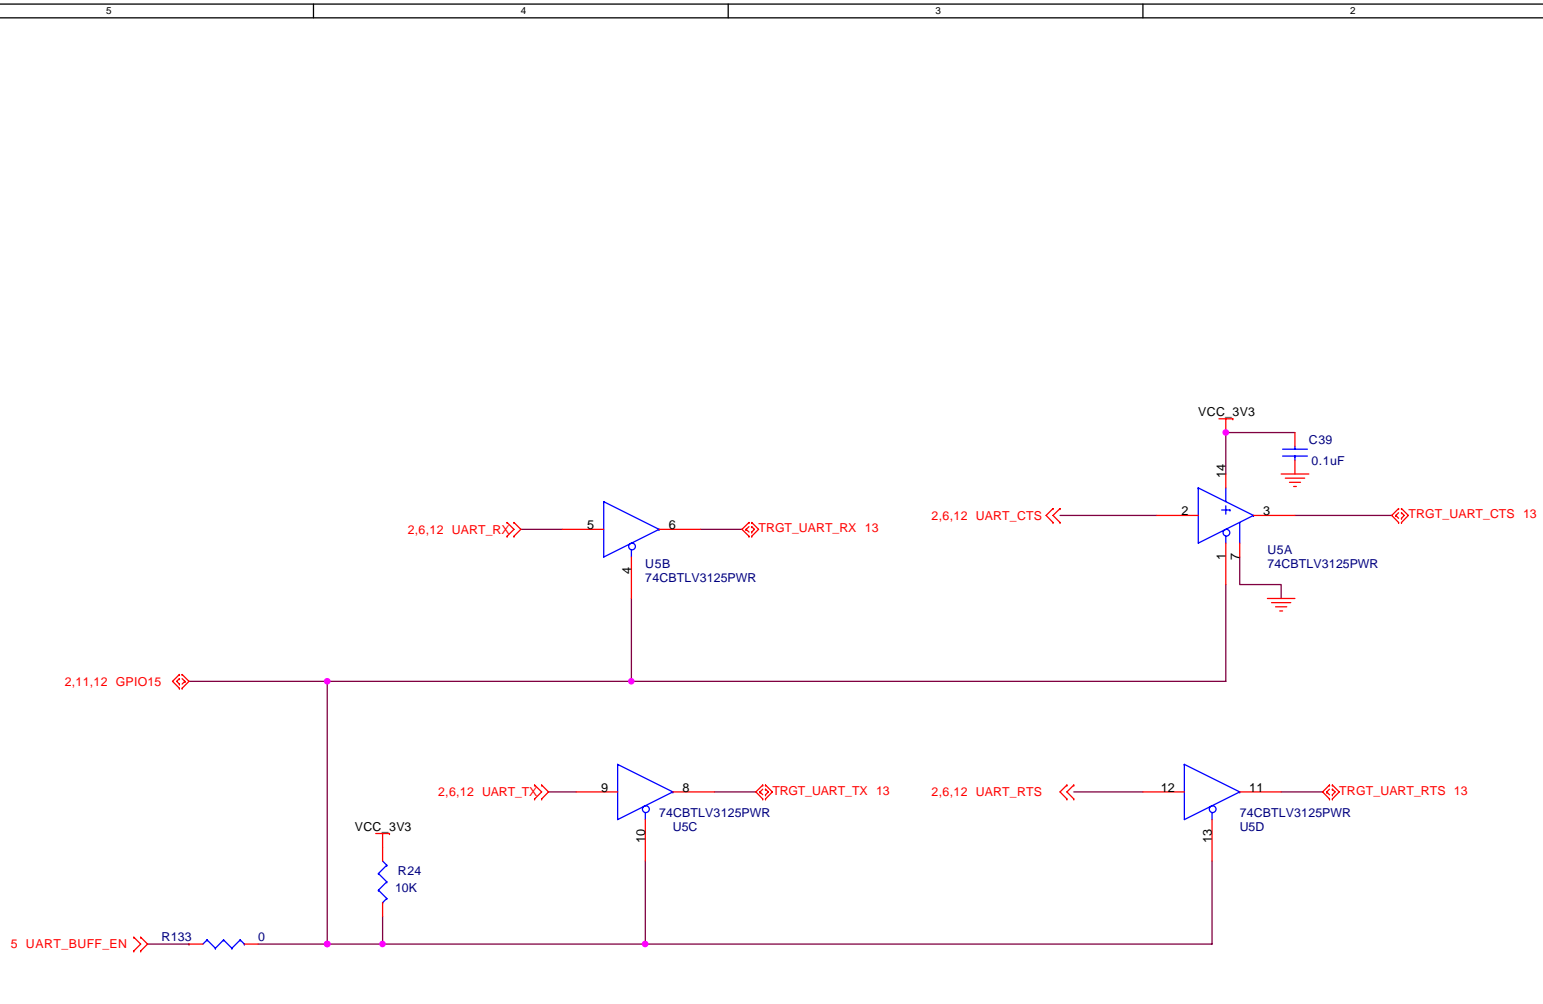 5 4 3 2
VCC_3V3
C39
0.1uF
14
2,6,12 UART_RX 5 6 TRGT_UART_RX 13
2,6,12 UART_CTS 2 3 TRGT_UART_CTS 13
4
U5B
74CBTLV3125PWR
1 7
U5A
74CBTLV3125PWR
2,11,12 GPIO15
2,6,12 UART_TX 9 8 TRGT_UART_TX 13
2,6,12 UART_RTS 12 11 TRGT_UART_RTS 13
10
74CBTLV3125PWR
U5C
13
74CBTLV3125PWR
U5D
VCC_3V3
R24
10K
5 UART_BUFF_EN R133 0